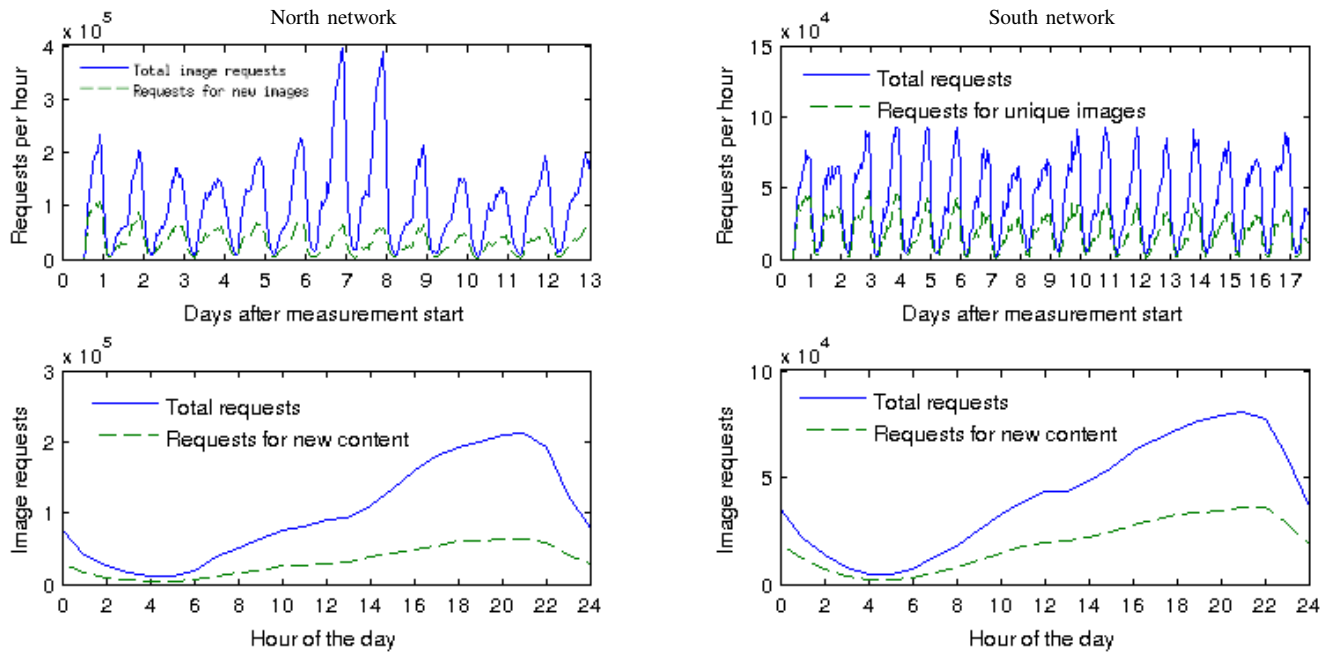 North network
x 10^5
Requests per hour
4
3
2
1
0
Total image requests
Requests for new images
0 1 2 3 4 5 6 7 8 9 10 11 12 13
Days after measurement start
South network
x 10^4
Requests per hour
15
10
5
0
Total requests
Requests for unique images
0 1 2 3 4 5 6 7 8 9 10 11 12 13 14 15 16 17
Days after measurement start
x 10^5
Image requests
3
2
1
0
Total requests
Requests for new content
0 2 4 6 8 10 12 14 16 18 20 22 24
Hour of the day
x 10^4
Image requests
10
5
0
Total requests
Requests for new content
0 2 4 6 8 10 12 14 16 18 20 22 24
Hour of the day